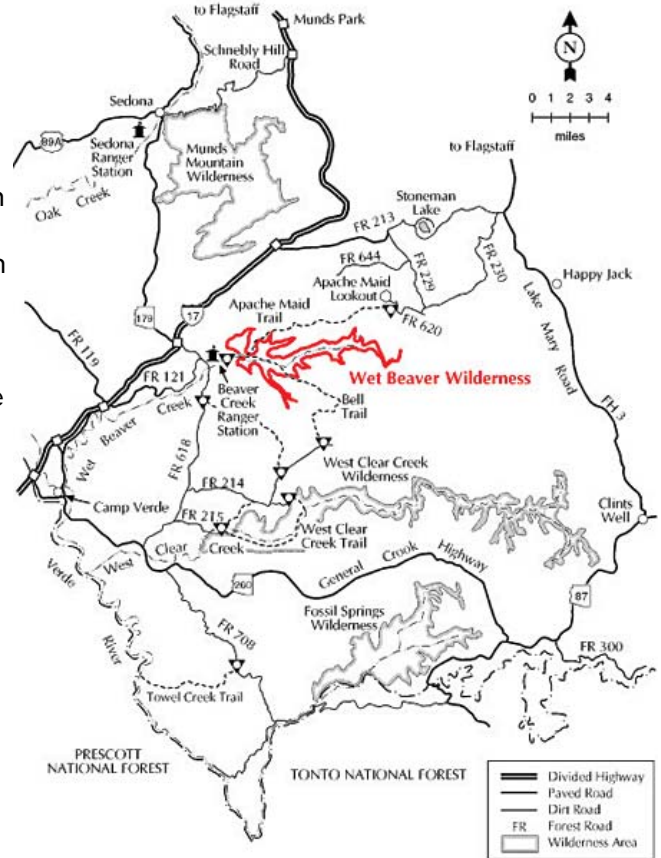 to Flagstaff
Munds Park
Schnebly Hill
Road
N
Sedona
0 1 2 3 4
miles
89A
Sedona
Ranger
Station
Munds
Mountain
Wilderness
to Flagstaff
Oak Creek
Stoneman
Lake
FR 213
FR 644
FR 229
FR 230
Happy Jack
Apache Maid
Lookout
Apache Maid
Trail
FR 620
Lake Mary Road
179
17
FR 119
Wet Beaver Wilderness
FR 121
Beaver
Creek
Ranger
Station
Bell
Trail
Wet Beaver Creek
FH 3
FR 618
West Clear Creek
Wilderness
FR 214
Camp Verde
FR 215
West Clear
Creek Trail
Clints
Well
West Clear Creek
Verde River
General Crook Highway
260
87
Fossil Springs
Wilderness
FR 708
FR 300
Towel Creek Trail
PRESCOTT
NATIONAL FOREST
TONTO NATIONAL FOREST
Divided Highway
Paved Road
Dirt Road
FR Forest Road
Wilderness Area